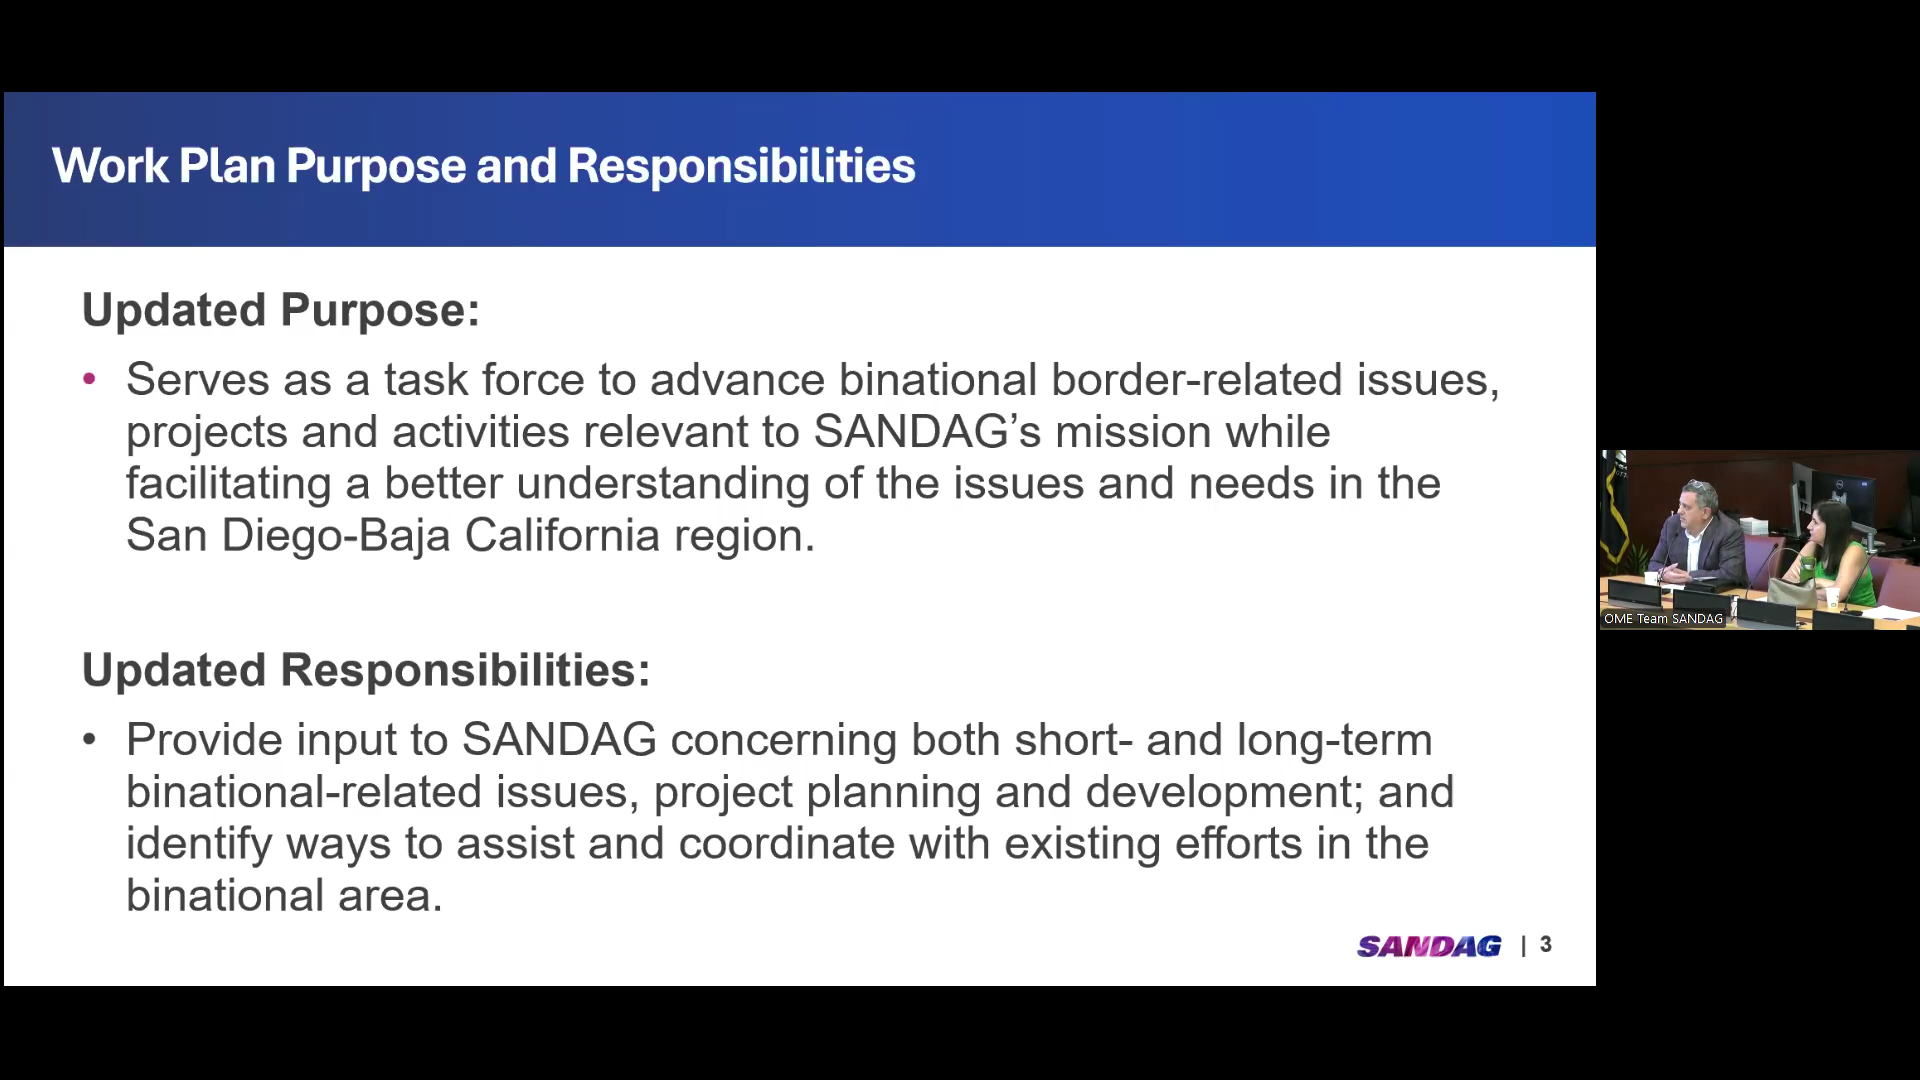 Work Plan Purpose and Responsibilities
Updated Purpose:
• Serves as a task force to advance binational border-related issues,
projects and activities relevant to SANDAG’s mission while
facilitating a better understanding of the issues and needs in the
San Diego-Baja California region.
Updated Responsibilities:
• Provide input to SANDAG concerning both short- and long-term
binational-related issues, project planning and development; and
identify ways to assist and coordinate with existing efforts in the
binational area.
SANDAG | 3
OME Team SANDAG